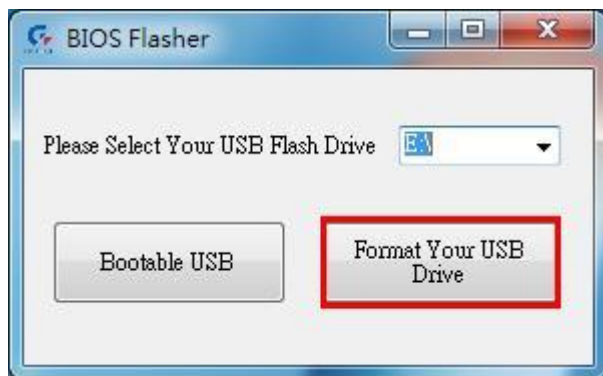 BIOS Flasher
Please Select Your USB Flash Drive E:\
Bootable USB
Format Your USB
Drive